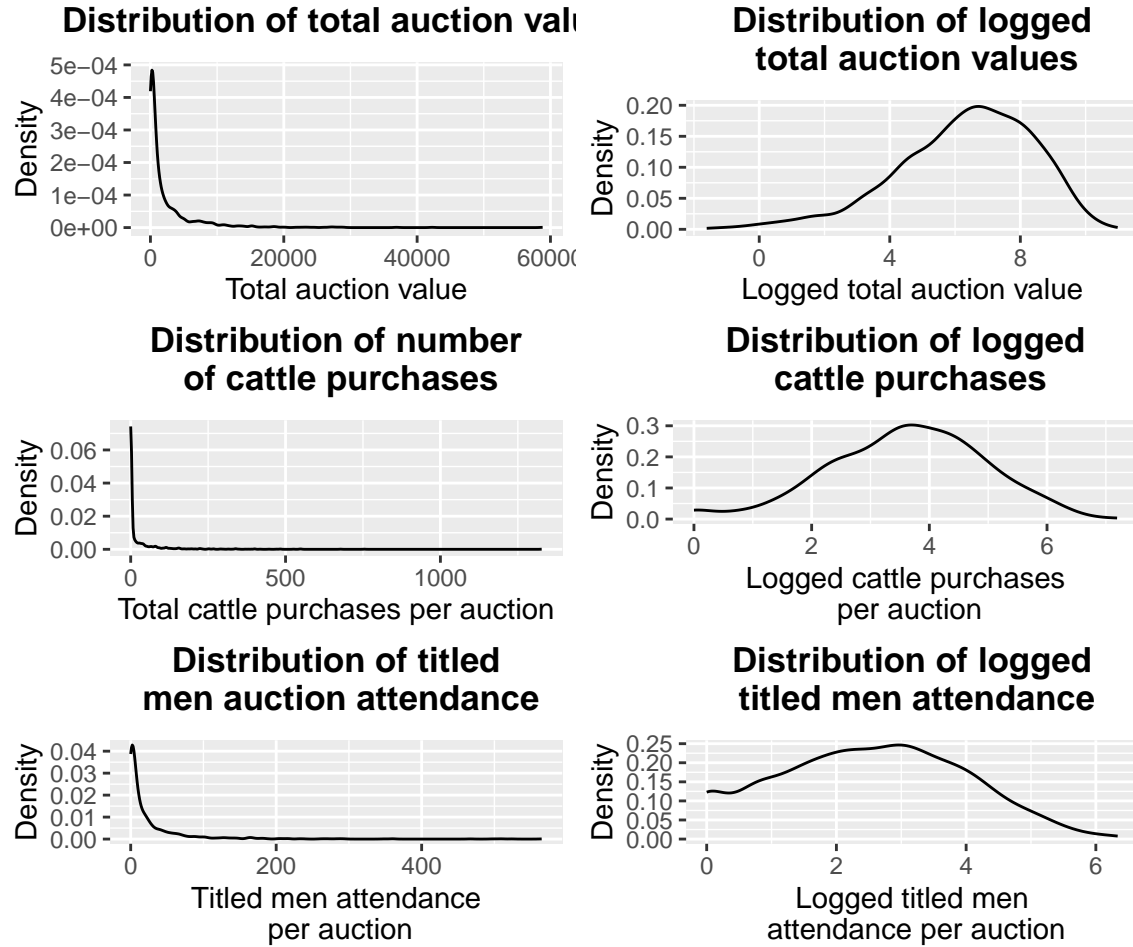 Distribution of total auction valu
Density
5e−04
4e−04
3e−04
2e−04
1e−04
0e+00
0 20000 40000 60000
Total auction value
Distribution of logged
total auction values
Density
0.20
0.15
0.10
0.05
0.00
0 4 8
Logged total auction value
Distribution of number
of cattle purchases
Density
0.06
0.04
0.02
0.00
0 500 1000
Total cattle purchases per auction
Distribution of logged
cattle purchases
Density
0.3
0.2
0.1
0.0
0 2 4 6
Logged cattle purchases
per auction
Distribution of titled
men auction attendance
Density
0.04
0.03
0.02
0.01
0.00
0 200 400
Titled men attendance
per auction
Distribution of logged
titled men attendance
Density
0.25
0.20
0.15
0.10
0.05
0.00
0 2 4 6
Logged titled men
attendance per auction